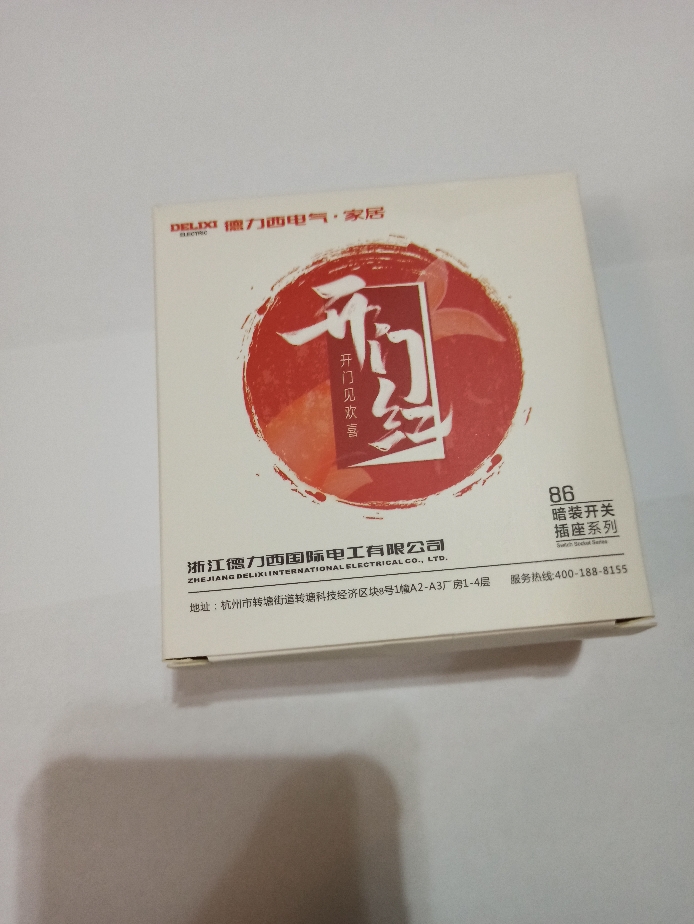 DELIXI 德力西电气·家居
ELECTRIC
开门红
开门见欢喜
86
暗装开关
插座系列
Switch Socket Series
浙江德力西国际电工有限公司
ZHEJIANG DELIXI INTERNATIONAL ELECTRICAL CO., LTD.
地址：杭州市转塘街道转塘科技经济区块8号1幢A2-A3厂房1-4层 服务热线:400-188-8155